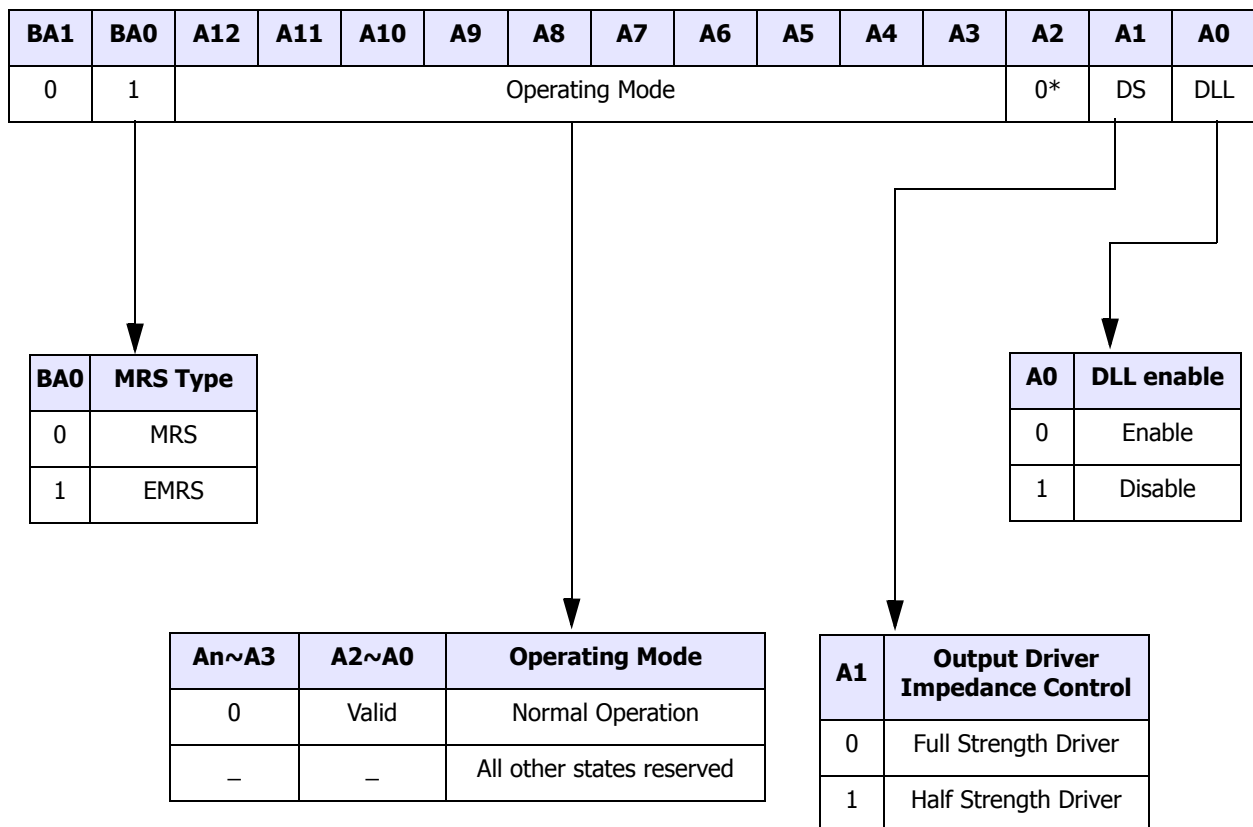 BA1 BA0 A12 A11 A10 A9 A8 A7 A6 A5 A4 A3 A2 A1 A0
0 1 Operating Mode 0* DS DLL
BA0 MRS Type
0 MRS
1 EMRS
A0 DLL enable
0 Enable
1 Disable
An~A3 A2~A0 Operating Mode
0 Valid Normal Operation
_ _ All other states reserved
A1 Output Driver
Impedance Control
0 Full Strength Driver
1 Half Strength Driver